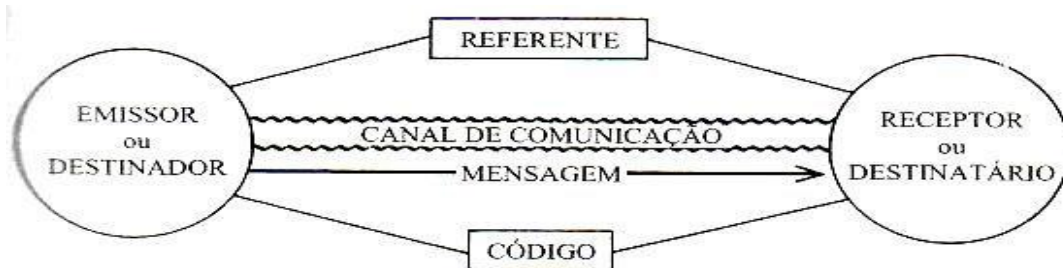 REFERENTE
EMISSOR
ou
DESTINADOR
CANAL DE COMUNICAÇÃO
MENSAGEM
RECEPTOR
ou
DESTINATÁRIO
CÓDIGO